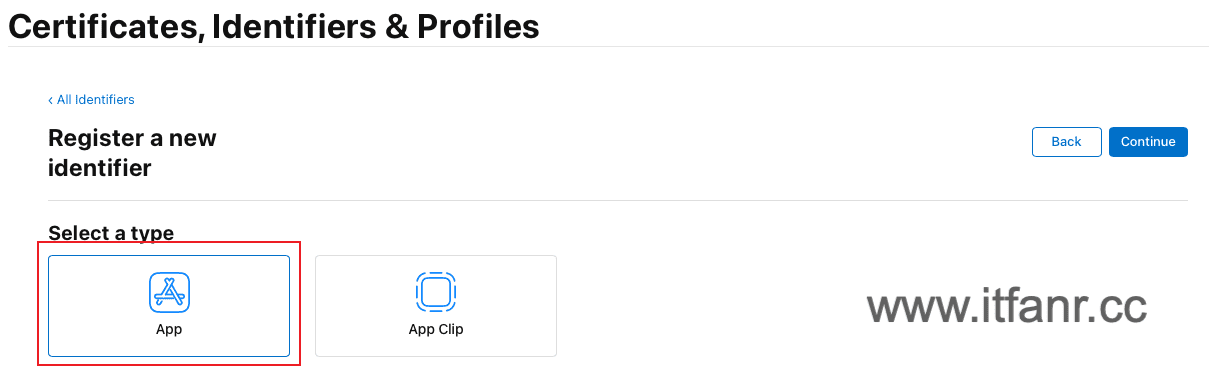 Certificates, Identifiers & Profiles
‹ All Identifiers
Register a new
identifier
Back
Continue
Select a type
App
App Clip
www.itfanr.cc